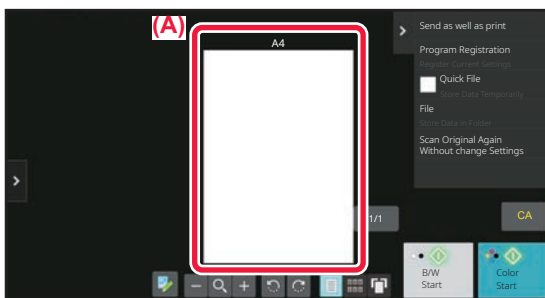 (A)
A4
Send as well as print
Program Registration
Register Current Settings
Quick File
Store Data Temporarily
File
Store Data in Folder
Scan Original Again
Without change Settings
1/1
CA
B/W
Start
Color
Start